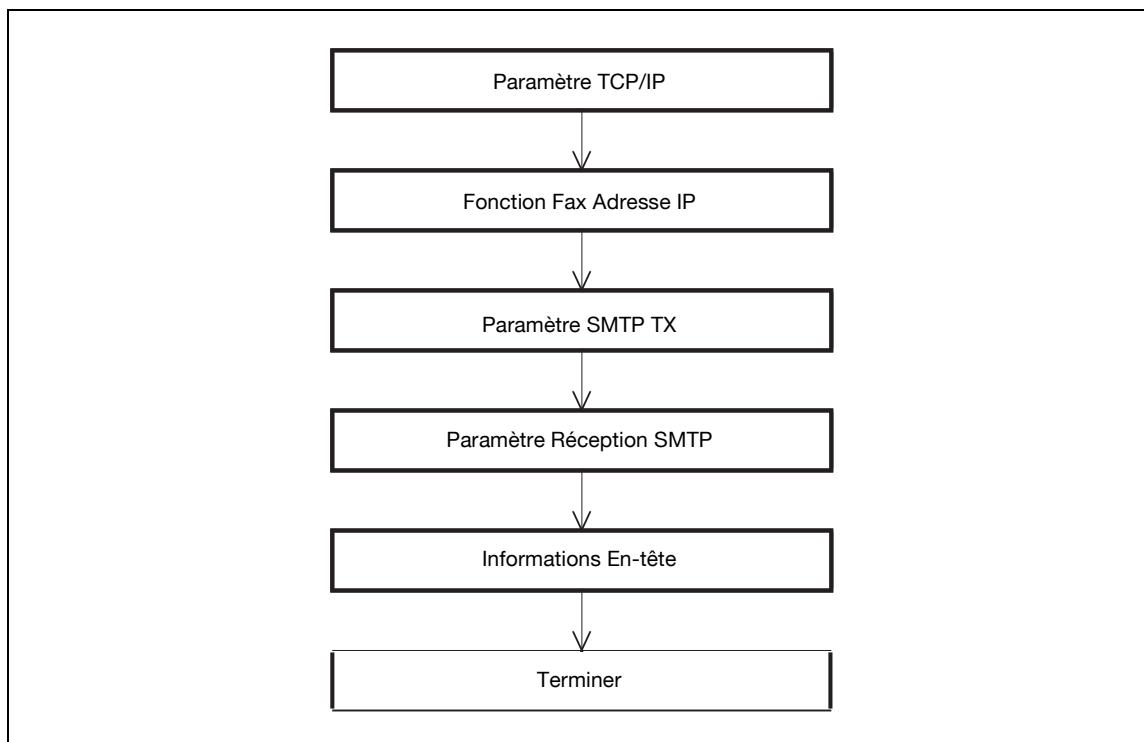 Paramètre TCP/IP
Fonction Fax Adresse IP
Paramètre SMTP TX
Paramètre Réception SMTP
Informations En-tête
Terminer